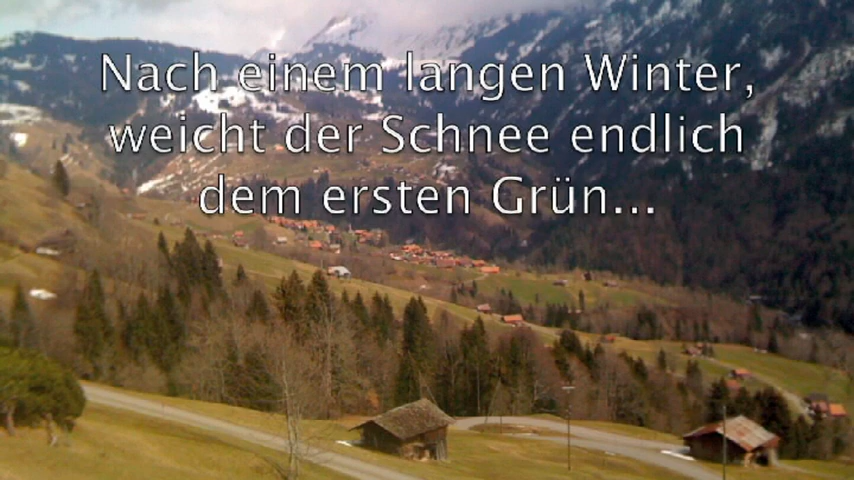 Nach einem langen Winter,
weicht der Schnee endlich
dem ersten Grün...